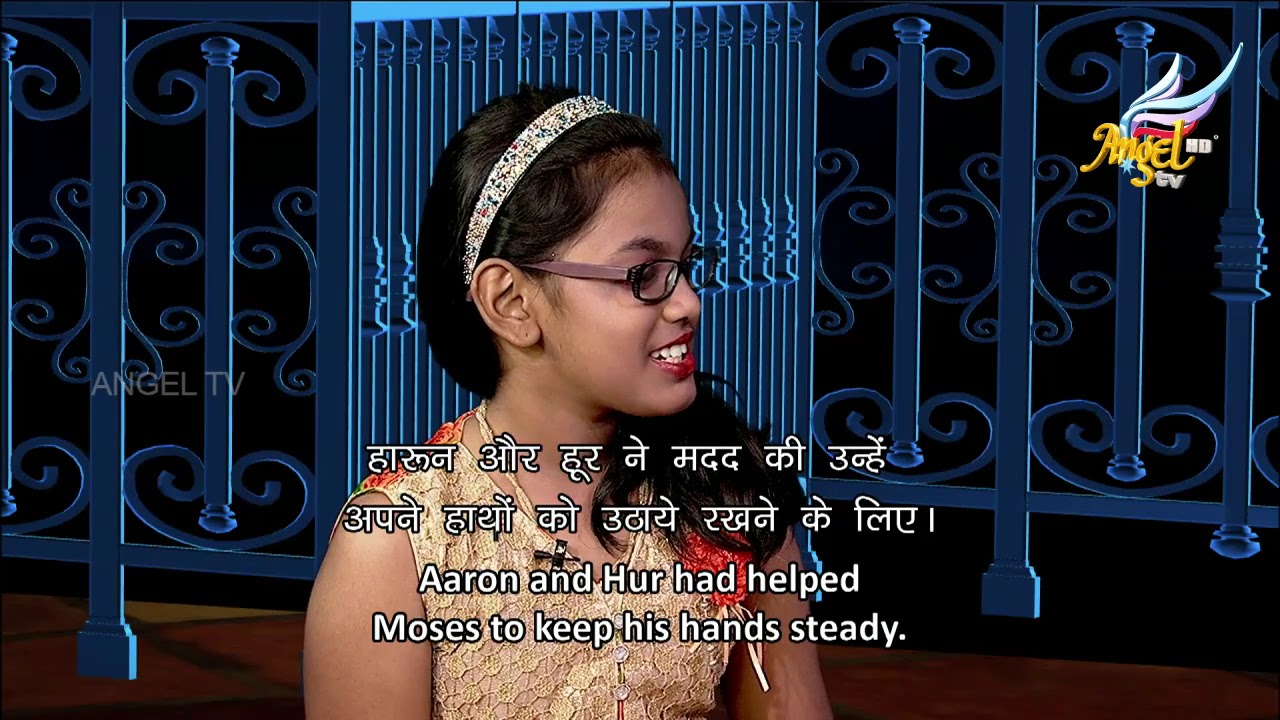 Angel HD
tv
ANGEL TV
हारून और हूर ने मदद की उन्हें
अपने हाथों को उठाये रखने के लिए।
Aaron and Hur had helped
Moses to keep his hands steady.